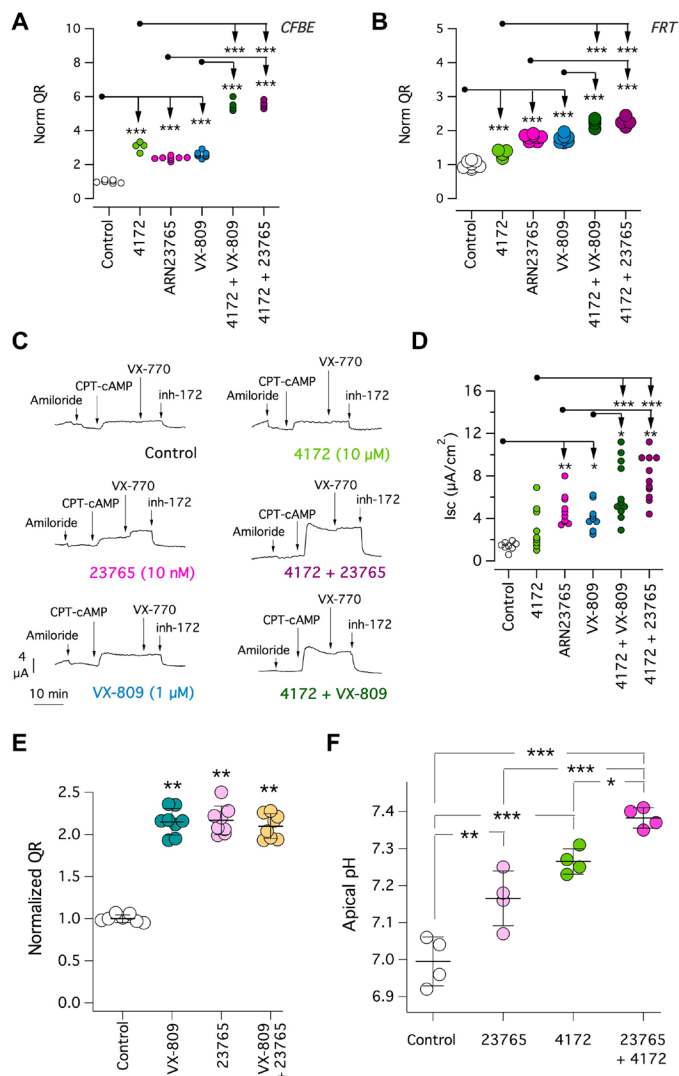 A
CFBE
10
8
6
4
2
0
Norm QR
***
***
***
***
***
***
***
Control
4172
ARN23765
VX-809
4172 + VX-809
4172 + 23765
B
FRT
5
4
3
2
1
0
Norm QR
***
***
***
***
***
***
***
Control
4172
ARN23765
VX-809
4172 + VX-809
4172 + 23765
C
VX-770
CPT-cAMP
Amiloride
inh-172
Control
VX-770
CPT-cAMP
Amiloride
inh-172
4172 (10 µM)
VX-770
CPT-cAMP
Amiloride
inh-172
23765 (10 nM)
VX-770
CPT-cAMP
Amiloride
inh-172
4172 + 23765
VX-770
CPT-cAMP
Amiloride
inh-172
4
µA
10 min
VX-809 (1 µM)
VX-770
CPT-cAMP
Amiloride
inh-172
4172 + VX-809
D
16
12
8
4
0
Isc (µA/cm²)
***
***
*
**
**
*
Control
4172
ARN23765
VX-809
4172 + VX-809
4172 + 23765
E
2.5
2.0
1.5
1.0
0.5
0.0
Normalized QR
**
**
**
Control
VX-809
23765
VX-809
+ 23765
F
***
***
***
*
**
7.4
7.3
7.2
7.1
7.0
6.9
Apical pH
Control
23765
4172
23765
+ 4172